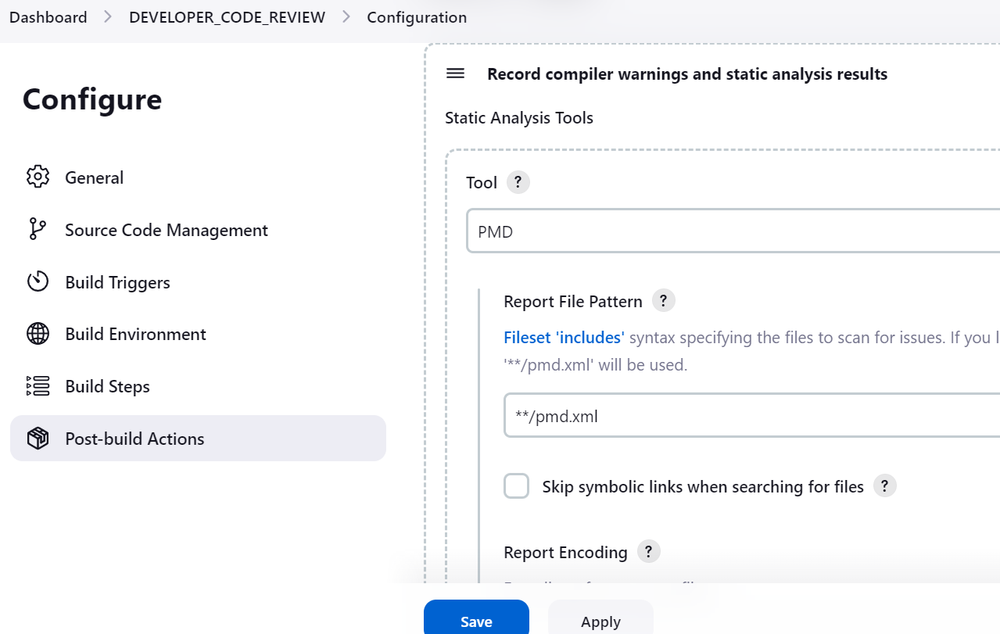 Dashboard > DEVELOPER_CODE_REVIEW > Configuration
Configure
General
Source Code Management
Build Triggers
Build Environment
Build Steps
Post-build Actions
Record compiler warnings and static analysis results
Static Analysis Tools
Tool ?
PMD
Report File Pattern ?
Fileset 'includes' syntax specifying the files to scan for issues. If you l
'**/pmd.xml' will be used.
**/pmd.xml
Skip symbolic links when searching for files ?
Report Encoding ?
Save
Apply